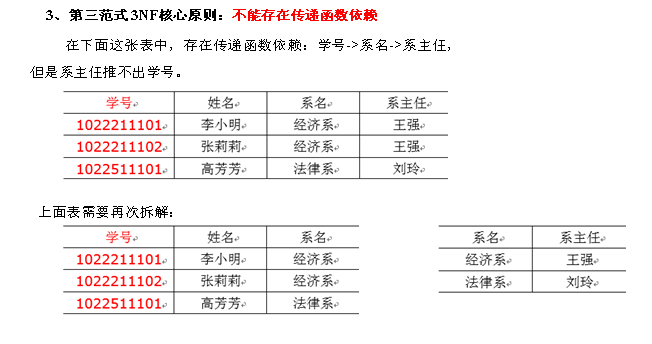 3、第三范式3NF核心原则：不能存在传递函数依赖
在下面这张表中，存在传递函数依赖：学号->系名->系主任，
但是系主任推不出学号。
学号 姓名 系名 系主任
1022211101 李小明 经济系 王强
1022211102 张莉莉 经济系 王强
1022511101 高芳芳 法律系 刘玲
上面表需要再次拆解：
学号 姓名 系名
1022211101 李小明 经济系
1022211102 张莉莉 经济系
1022511101 高芳芳 法律系
系名 系主任
经济系 王强
法律系 刘玲